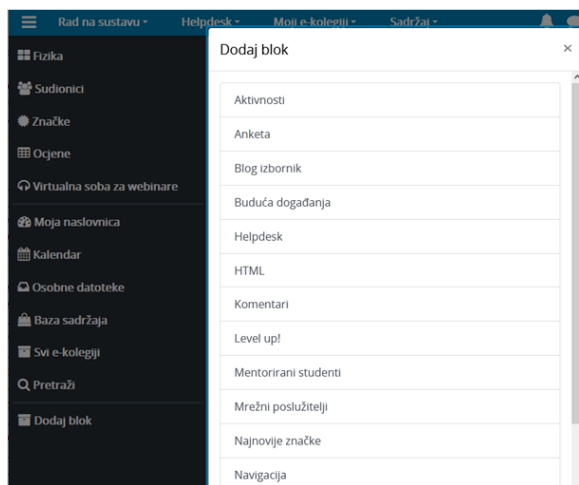 Rad na sustavu
Helpdesk
Moji e-kolegiji
Sadržaj
Fizika
Sudionici
Značke
Ocjene
Virtualna soba za webinare
Moja naslovnica
Kalendar
Osobne datoteke
Baza sadržaja
Svi e-kolegiji
Pretraži
Dodaj blok
Dodaj blok
×
Aktivnosti
Anketa
Blog izbornik
Buduća događanja
Helpdesk
HTML
Komentari
Level up!
Mentorirani studenti
Mrežni poslužitelji
Najnovije značke
Navigacija